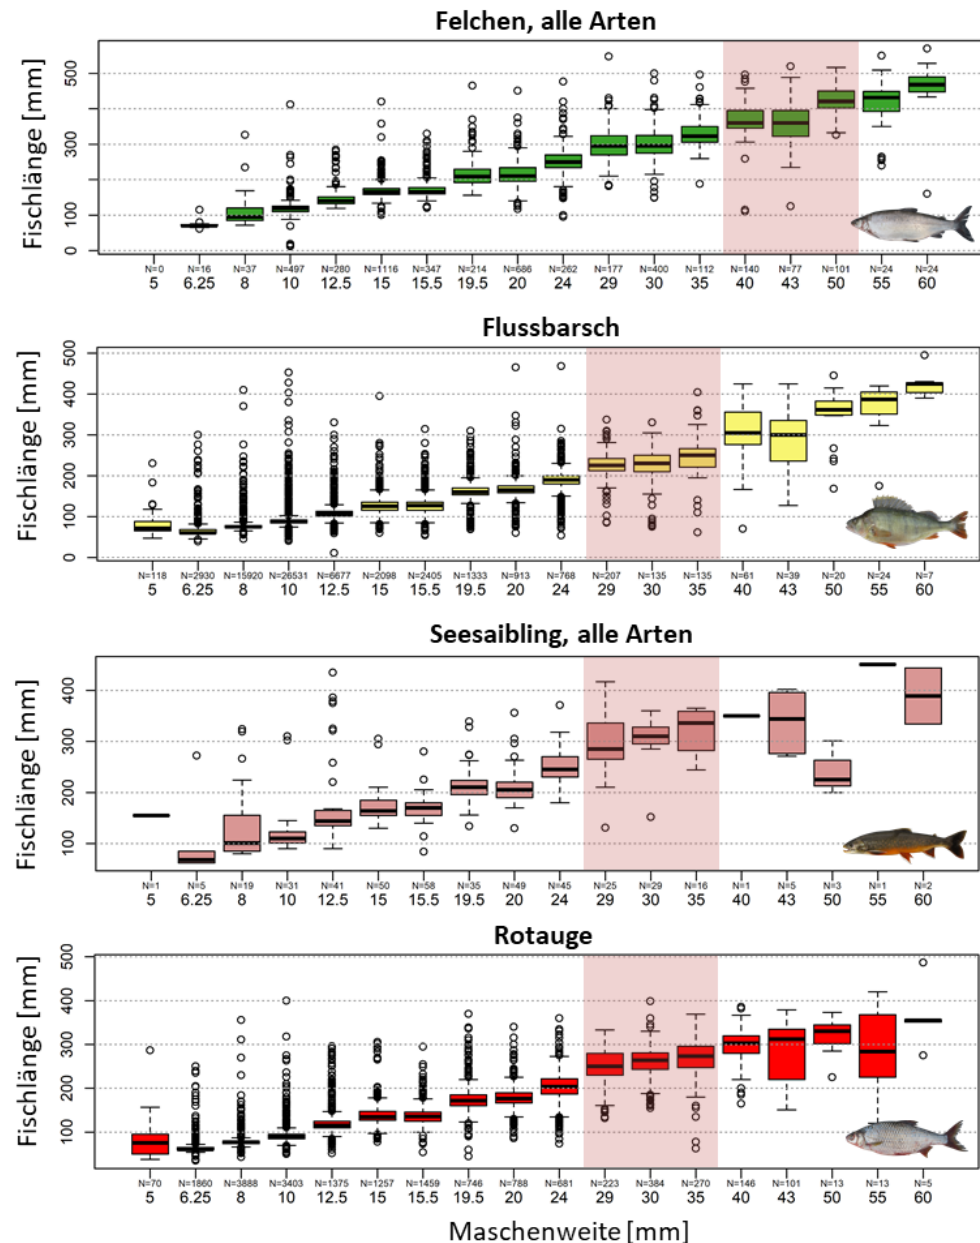 Felchen, alle Arten
Fischlänge [mm]
0 100 300 500
N=0 N=16 N=37 N=497 N=280 N=1116 N=347 N=214 N=686 N=262 N=177 N=400 N=112 N=140 N=77 N=101 N=24 N=24
5 6.25 8 10 12.5 15 15.5 19.5 20 24 29 30 35 40 43 50 55 60
Flussbarsch
Fischlänge [mm]
0 100 200 300 400 500
N=118 N=2930 N=15920 N=26531 N=6677 N=2098 N=2405 N=1333 N=913 N=768 N=207 N=135 N=135 N=61 N=39 N=20 N=24 N=7
5 6.25 8 10 12.5 15 15.5 19.5 20 24 29 30 35 40 43 50 55 60
Seesaibling, alle Arten
Fischlänge [mm]
100 200 300 400
N=1 N=5 N=19 N=31 N=41 N=50 N=58 N=35 N=49 N=45 N=25 N=29 N=16 N=1 N=5 N=3 N=1 N=2
5 6.25 8 10 12.5 15 15.5 19.5 20 24 29 30 35 40 43 50 55 60
Rotauge
Fischlänge [mm]
100 200 300 400 500
N=70 N=1860 N=3888 N=3403 N=1375 N=1257 N=1459 N=746 N=788 N=681 N=223 N=384 N=270 N=146 N=101 N=13 N=13 N=5
5 6.25 8 10 12.5 15 15.5 19.5 20 24 29 30 35 40 43 50 55 60
Maschenweite [mm]